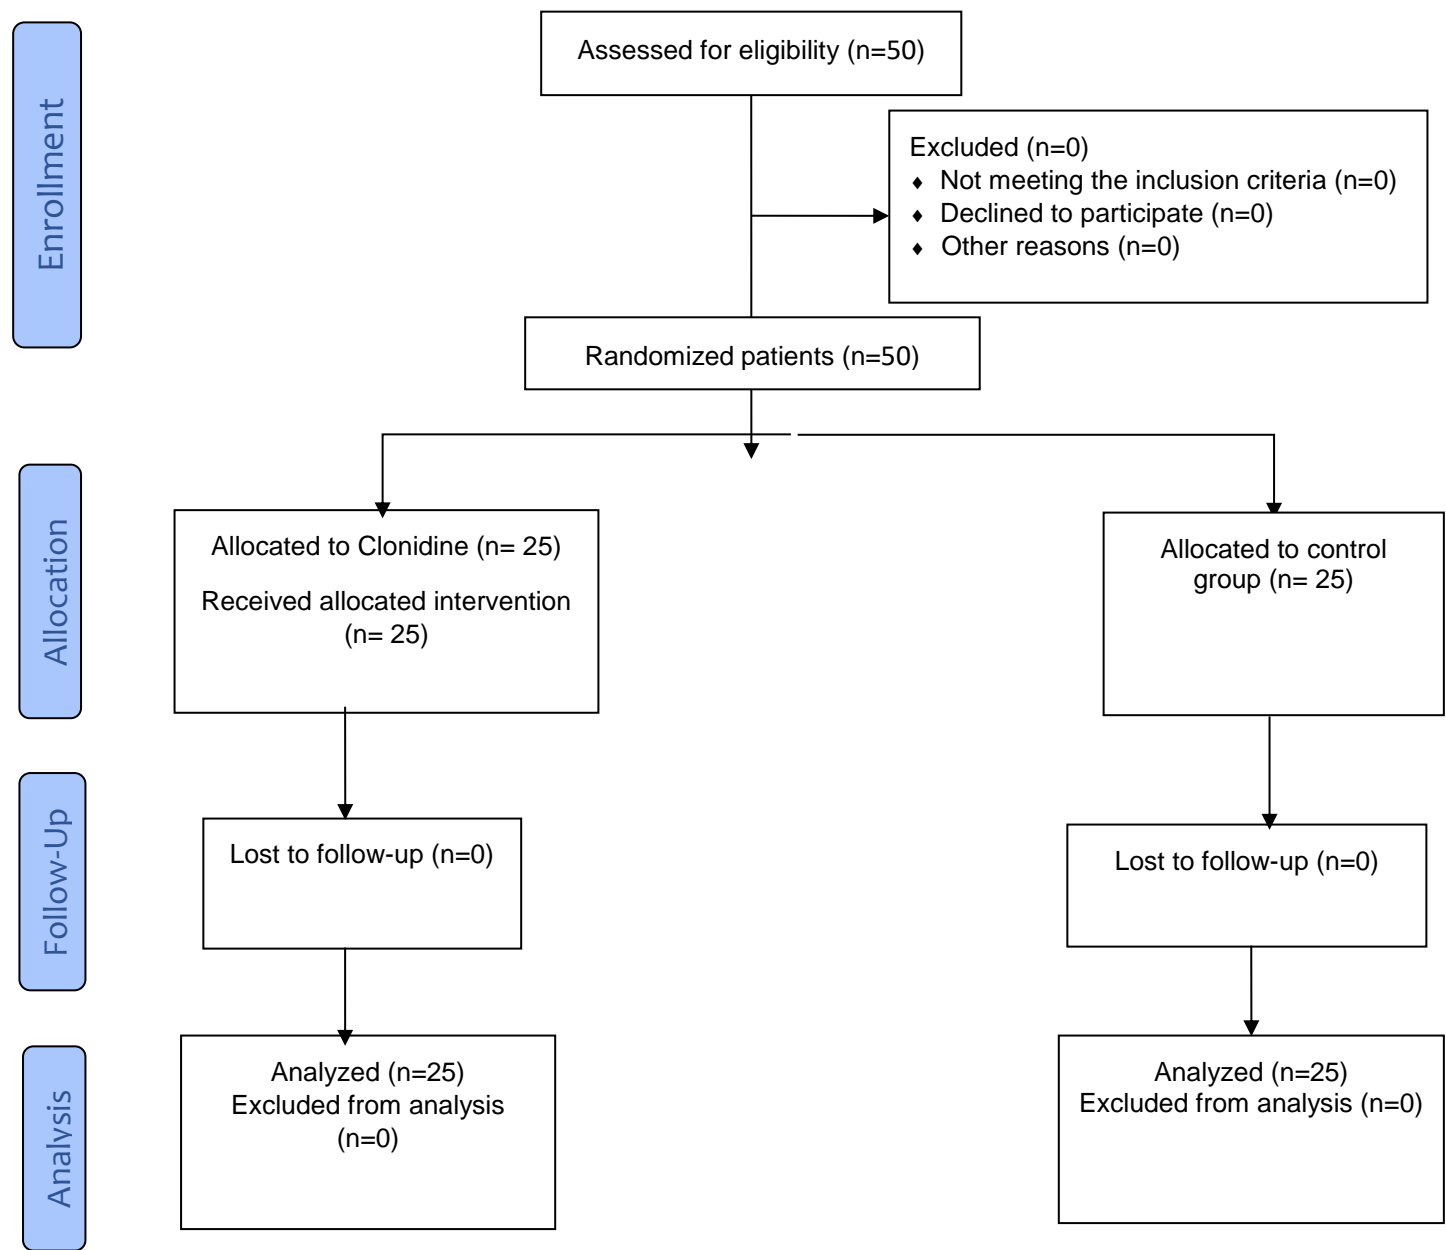 Enrollment
Assessed for eligibility (n=50)
Excluded (n=0)
♦ Not meeting the inclusion criteria (n=0)
♦ Declined to participate (n=0)
♦ Other reasons (n=0)
Randomized patients (n=50)
Allocation
Allocated to Clonidine (n= 25)
Received allocated intervention
(n= 25)
Allocated to control
group (n= 25)
Follow-Up
Lost to follow-up (n=0)
Lost to follow-up (n=0)
Analysis
Analyzed (n=25)
Excluded from analysis
(n=0)
Analyzed (n=25)
Excluded from analysis (n=0)